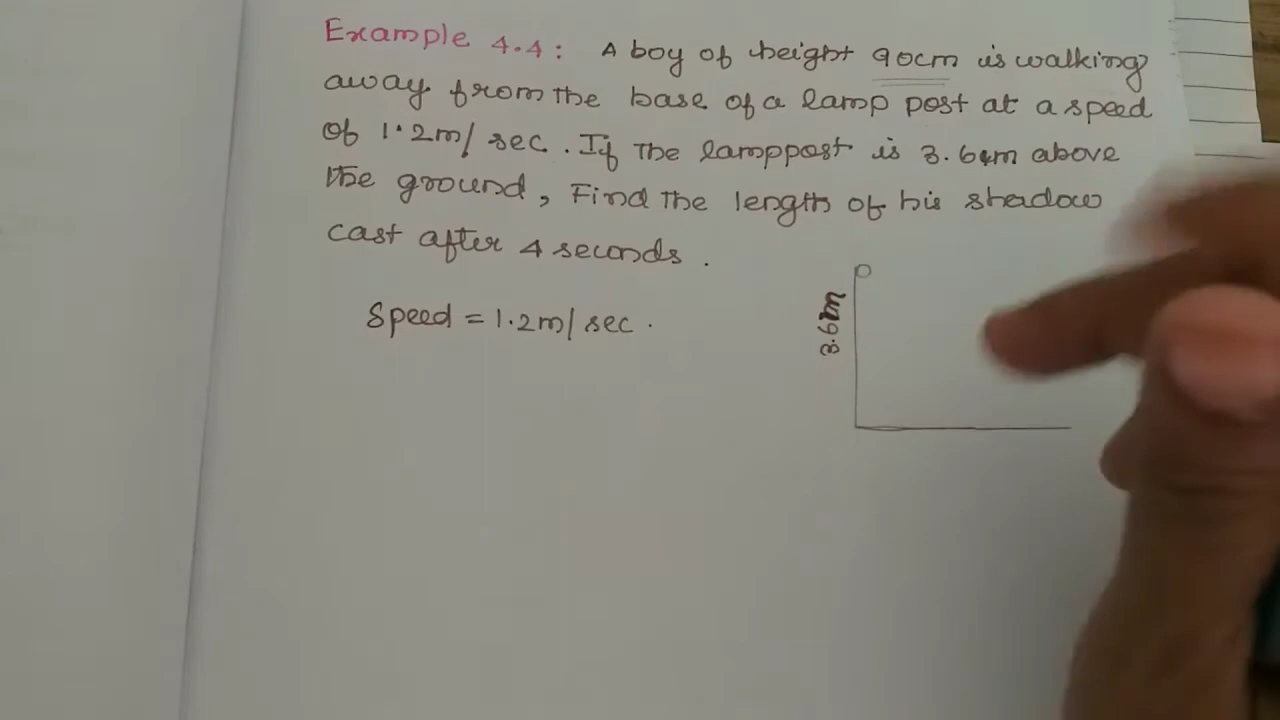 Example 4.4: A boy of height 90cm is walking
away from the base of a lamp post at a speed
of 1.2m/sec. If the lamppost is 3.6m above
the ground, Find the length of his shadow
cast after 4 seconds.
Speed = 1.2m/sec.
3.6m